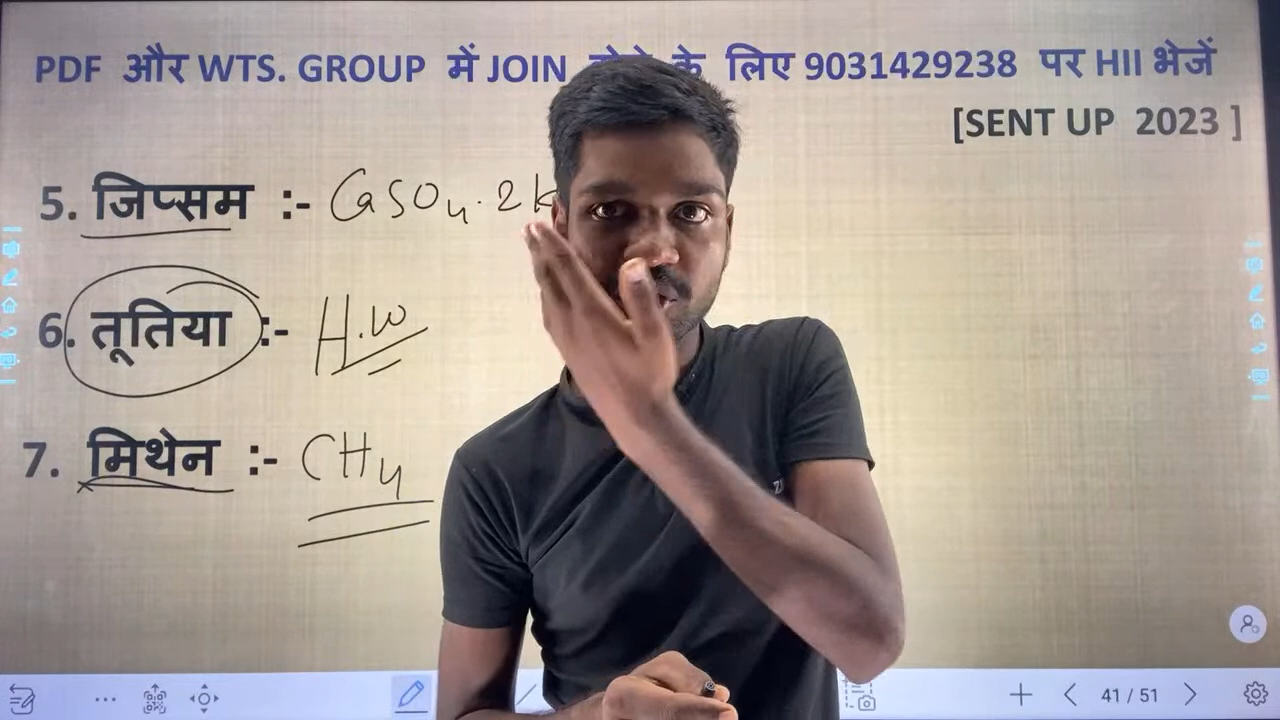 PDF और WTS. GROUP में JOIN के लिए 9031429238 पर HII भेजें
[SENT UP 2023 ]
5. जिप्सम :- CaSO4.2
6. तूतिया :- H.W
7. मिथेन :- CH4
41 / 51